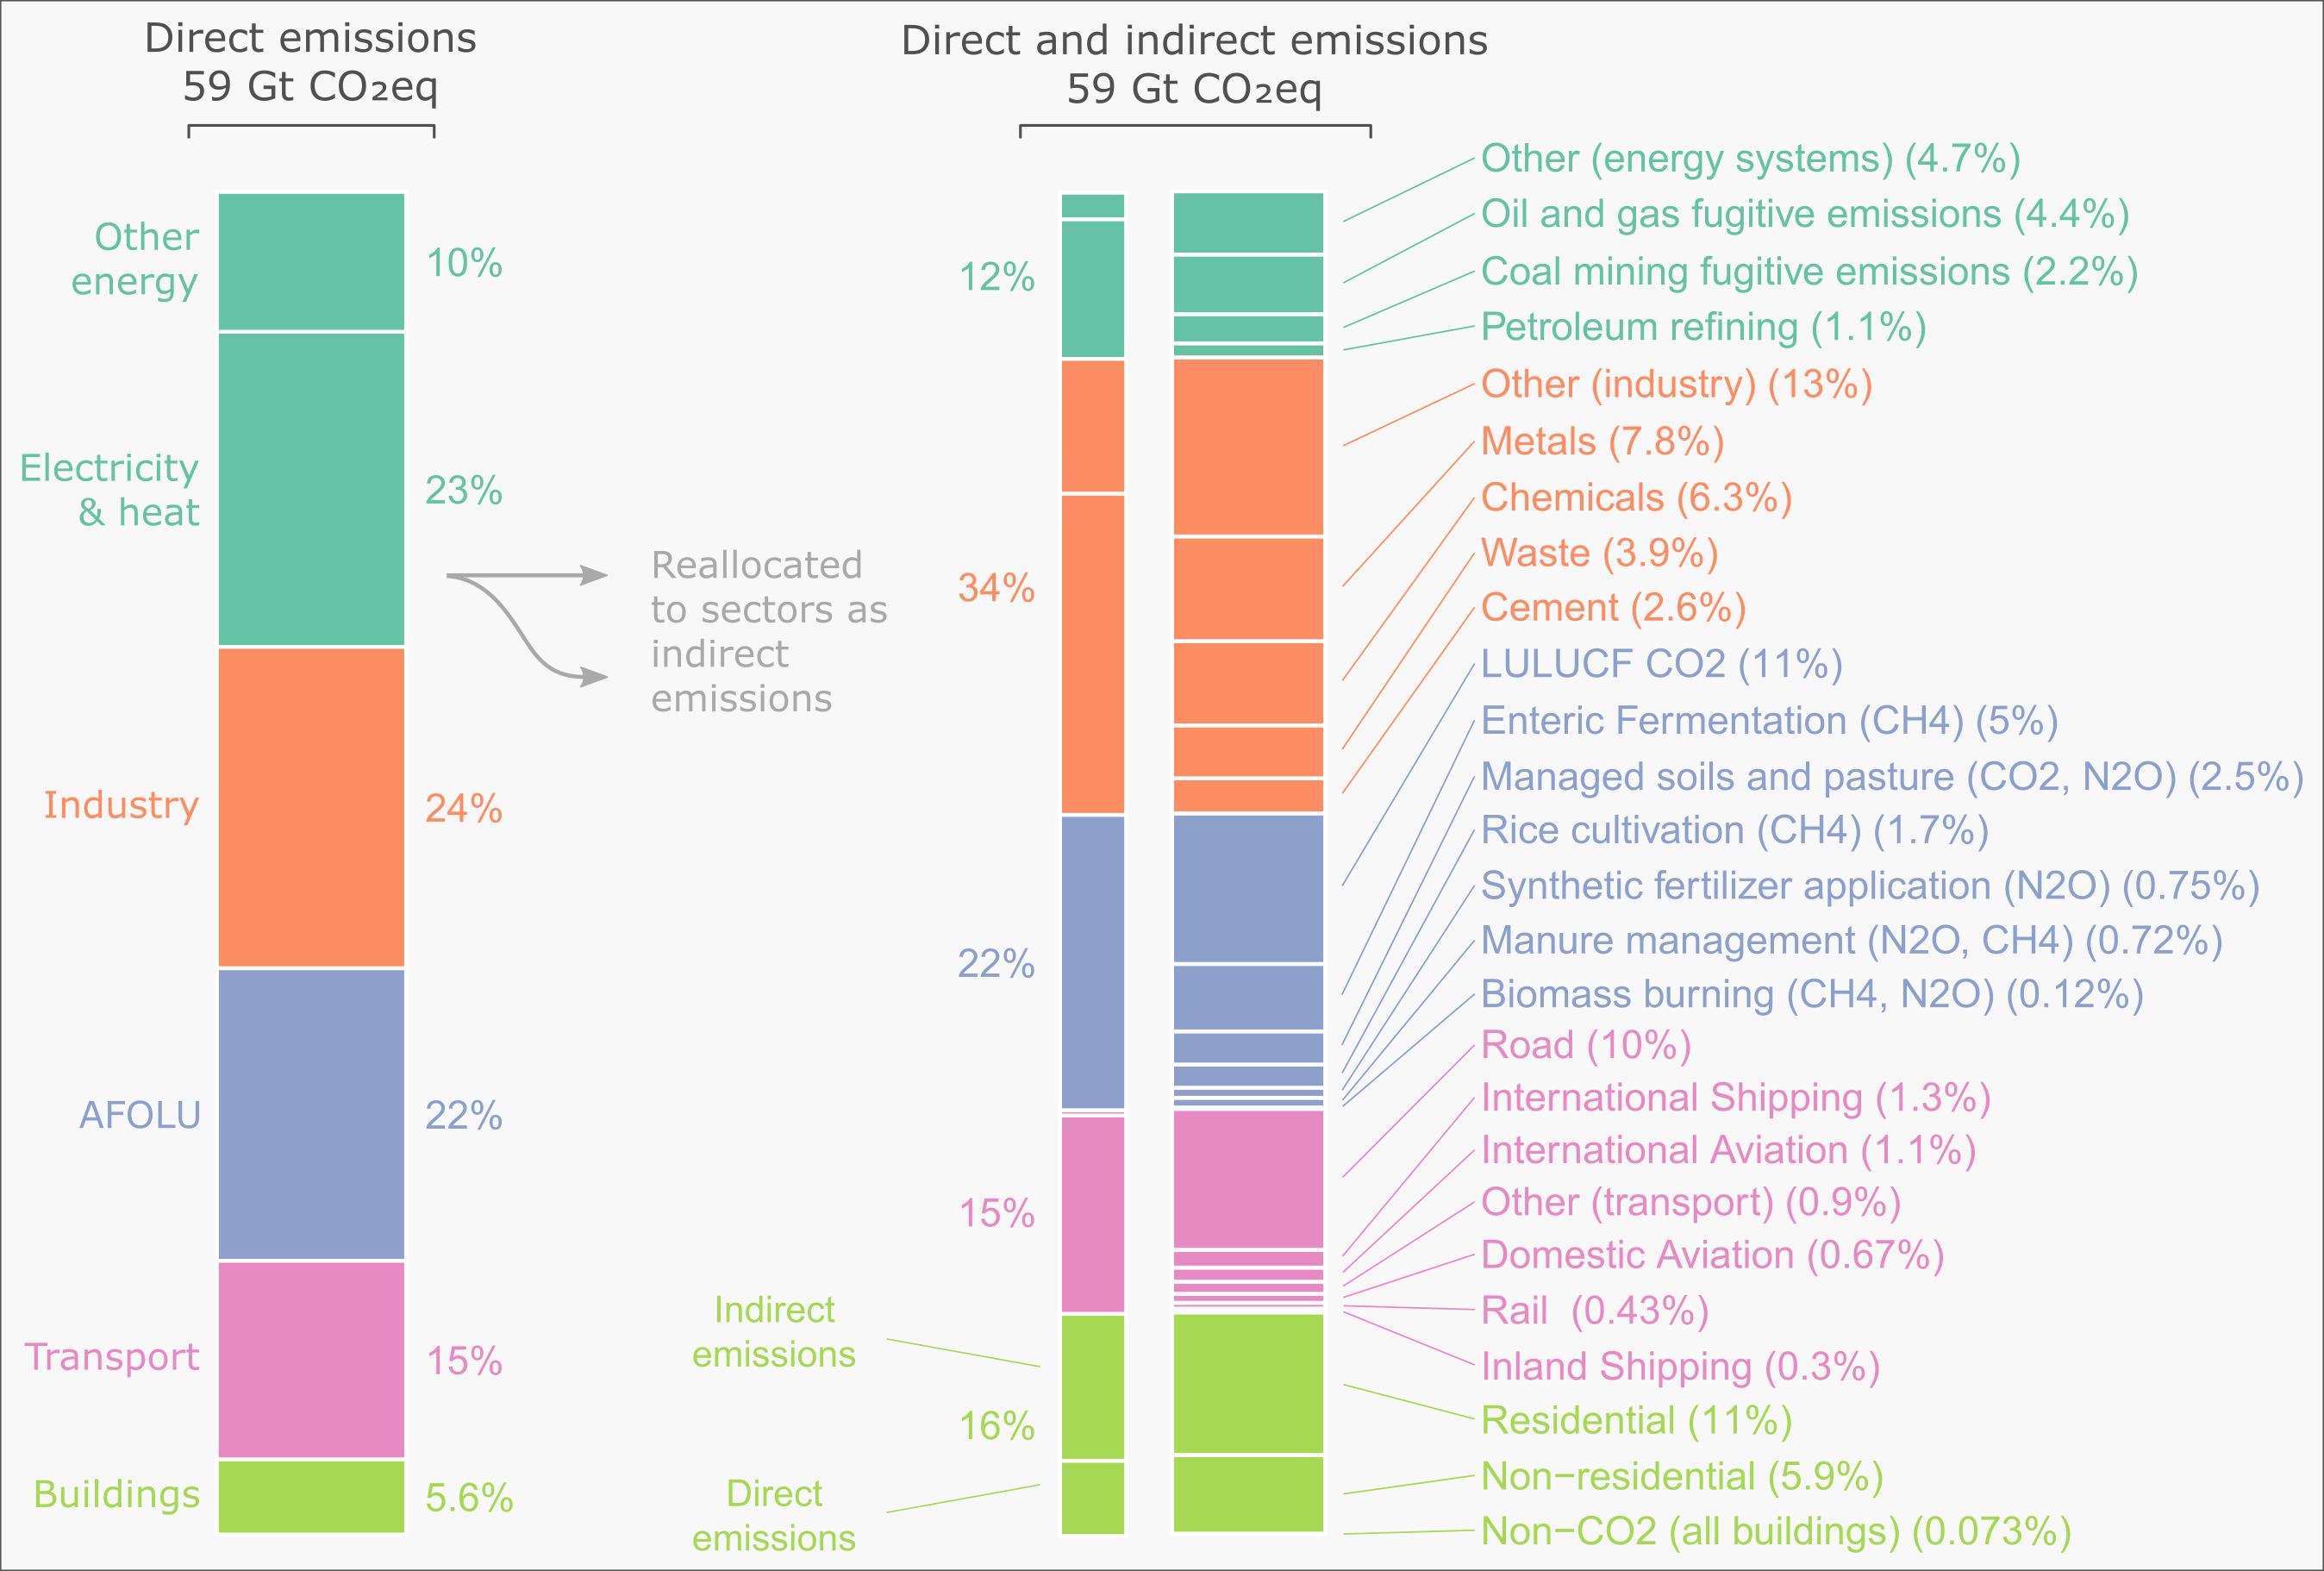 Direct emissions
59 Gt CO₂eq
Other
energy
10%
Electricity
& heat
23%
Industry
24%
AFOLU
22%
Transport
15%
Buildings
5.6%
Reallocated
to sectors as
indirect
emissions
Direct and indirect emissions
59 Gt CO₂eq
12%
34%
22%
15%
16%
Indirect
emissions
Direct
emissions
Other (energy systems) (4.7%)
Oil and gas fugitive emissions (4.4%)
Coal mining fugitive emissions (2.2%)
Petroleum refining (1.1%)
Other (industry) (13%)
Metals (7.8%)
Chemicals (6.3%)
Waste (3.9%)
Cement (2.6%)
LULUCF CO2 (11%)
Enteric Fermentation (CH4) (5%)
Managed soils and pasture (CO2, N2O) (2.5%)
Rice cultivation (CH4) (1.7%)
Synthetic fertilizer application (N2O) (0.75%)
Manure management (N2O, CH4) (0.72%)
Biomass burning (CH4, N2O) (0.12%)
Road (10%)
International Shipping (1.3%)
International Aviation (1.1%)
Other (transport) (0.9%)
Domestic Aviation (0.67%)
Rail  (0.43%)
Inland Shipping (0.3%)
Residential (11%)
Non−residential (5.9%)
Non−CO2 (all buildings) (0.073%)